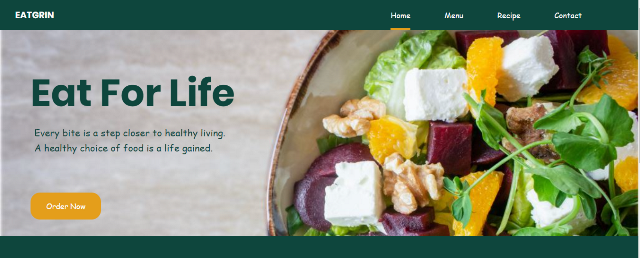 EATGRIN
Home Menu Recipe Contact
Eat For Life
Every bite is a step closer to healthy living.
A healthy choice of food is a life gained.
Order Now